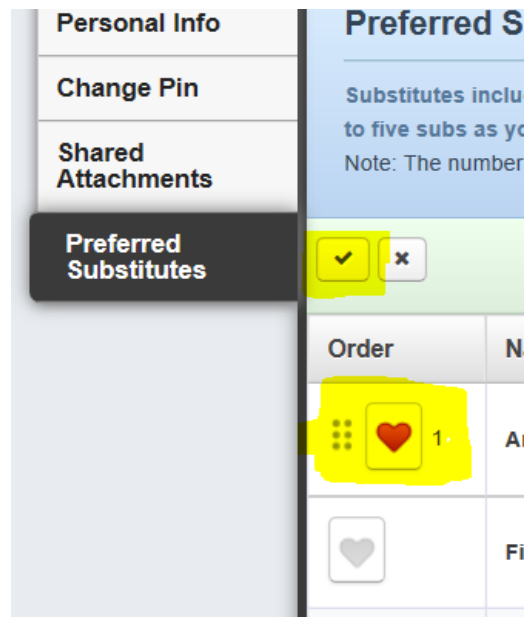 Personal Info
Change Pin
Shared
Attachments
Preferred
Substitutes
Preferred S
Substitutes inclu
to five subs as yo
Note: The number
Order
1